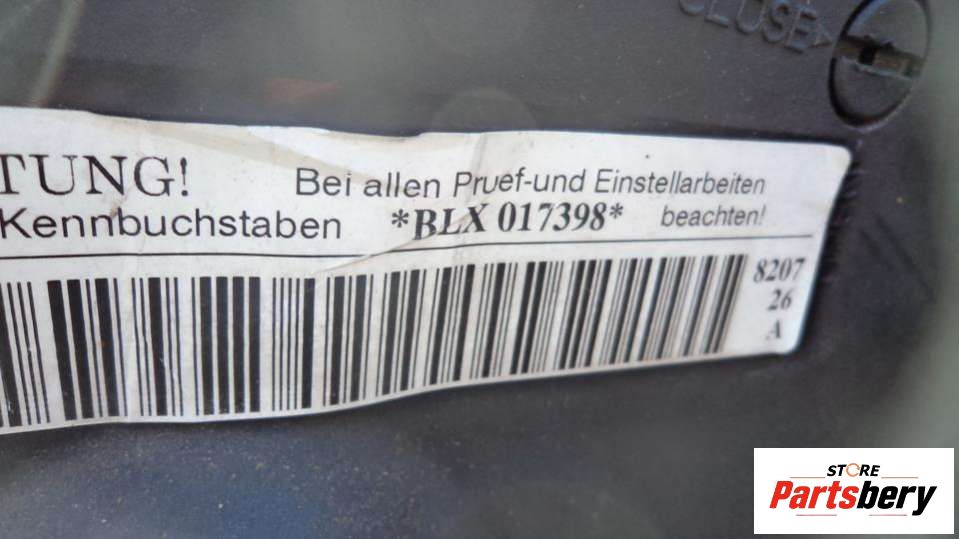 CLOSE
TUNG! Bei allen Pruef-und Einstellarbeiten
Kennbuchstaben *BLX 017398* beachten!
8207
26
A
STORE
Partsbery